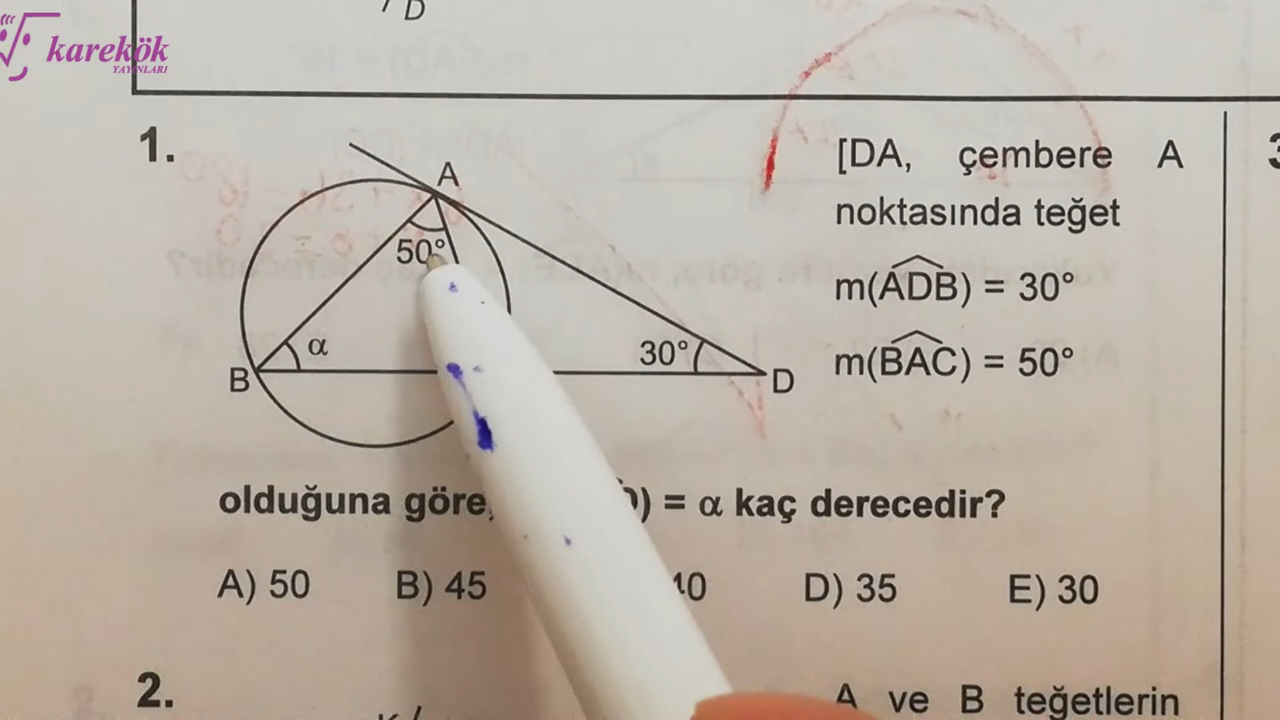 D
karekök
YAYINLARI
1.
A
50°
α
B
30°
D
[DA, çembere A
noktasında teğet
m(ADB) = 30°
m(BAC) = 50°
olduğuna göre, ) = α kaç derecedir?
A) 50 B) 45 40 D) 35 E) 30
2.
A ve B teğetlerin